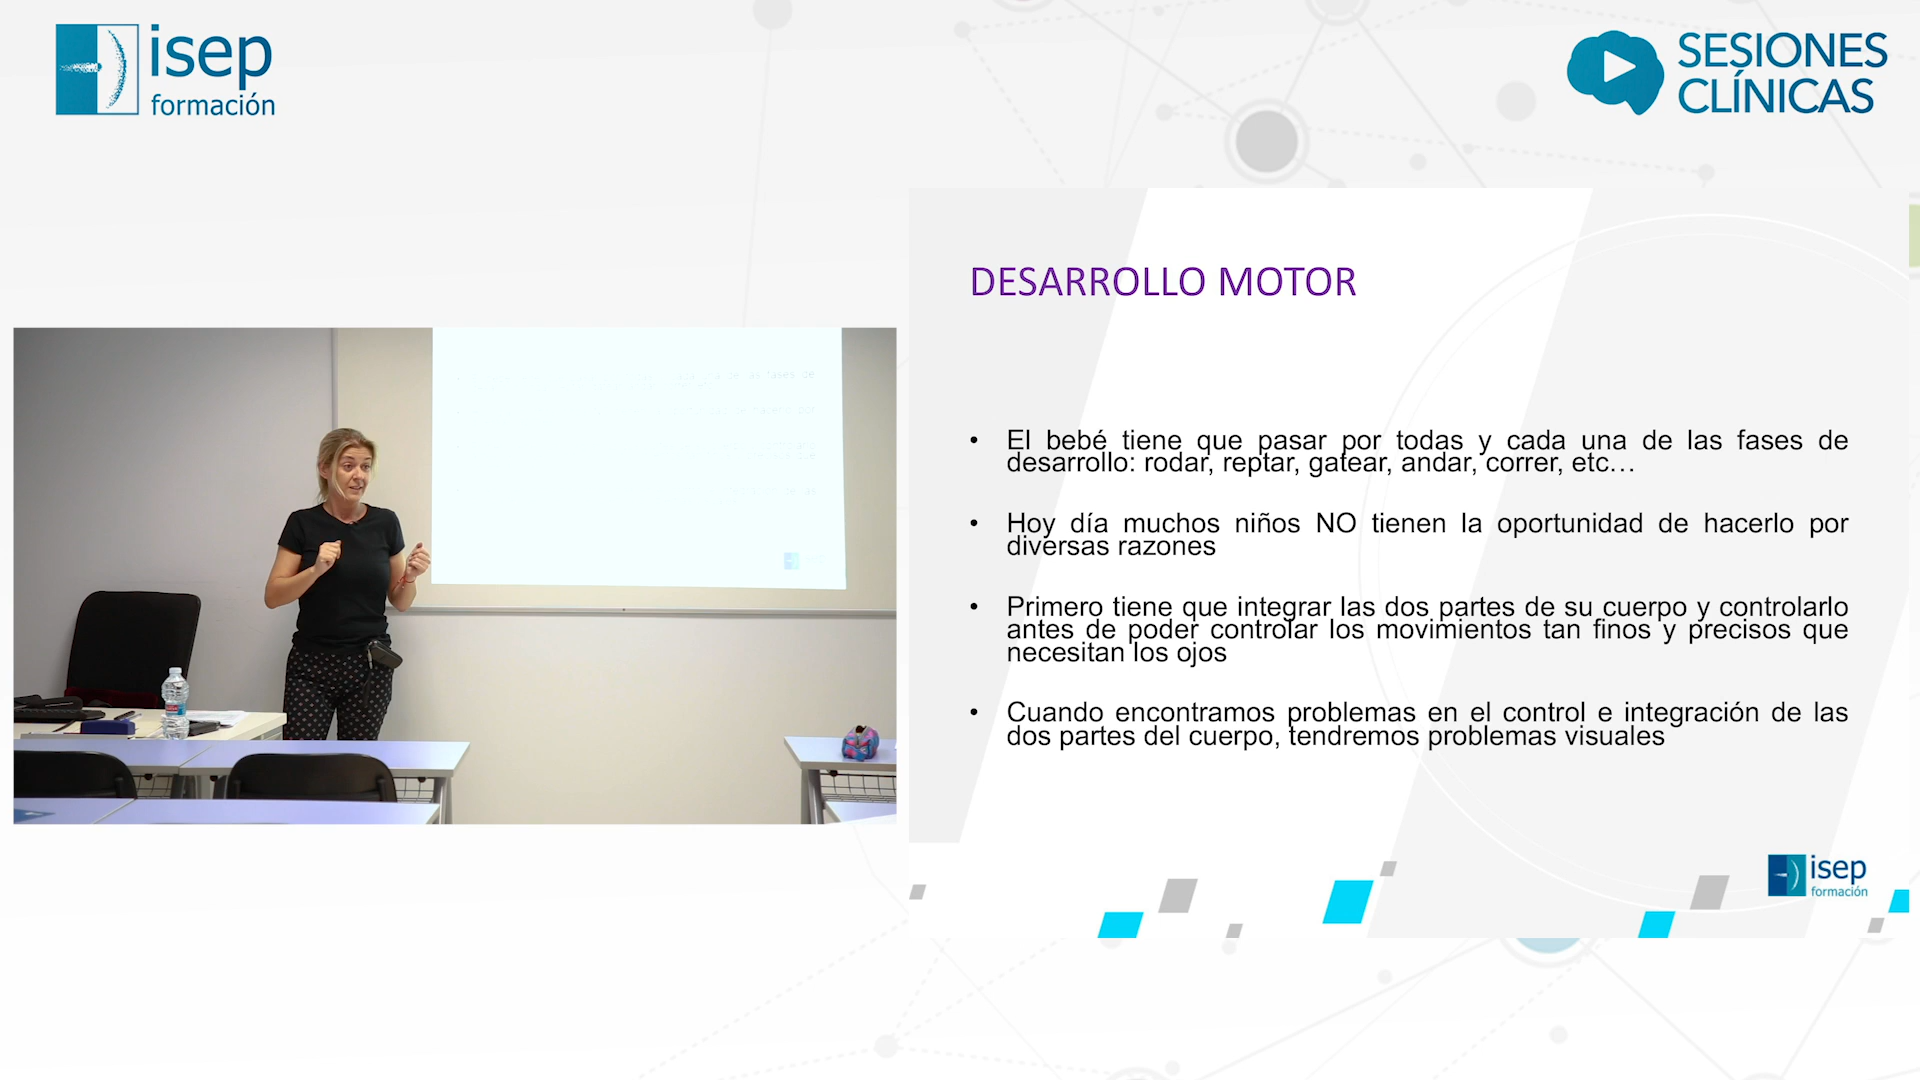 isep
formación
SESIONES
CLÍNICAS
DESARROLLO MOTOR
• El bebé tiene que pasar por todas y cada una de las fases de
desarrollo: rodar, reptar, gatear, andar, correr, etc…
• Hoy día muchos niños NO tienen la oportunidad de hacerlo por
diversas razones
• Primero tiene que integrar las dos partes de su cuerpo y controlarlo
antes de poder controlar los movimientos tan finos y precisos que
necesitan los ojos
• Cuando encontramos problemas en el control e integración de las
dos partes del cuerpo, tendremos problemas visuales
isep
formación